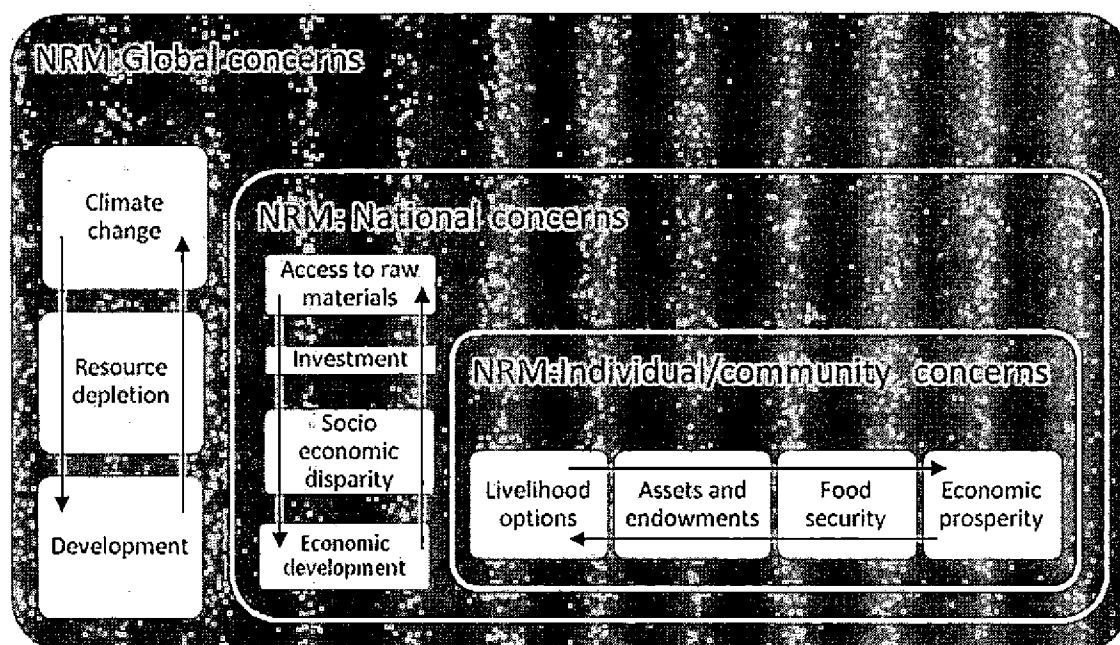 NRM:Global concerns
Climate
change
Resource
depletion
Development
NRM: National concerns
Access to raw
materials
Investment
Socio
economic
disparity
Economic
development
NRM:Individual/community concerns
Livelihood
options
Assets and
endowments
Food
security
Economic
prosperity